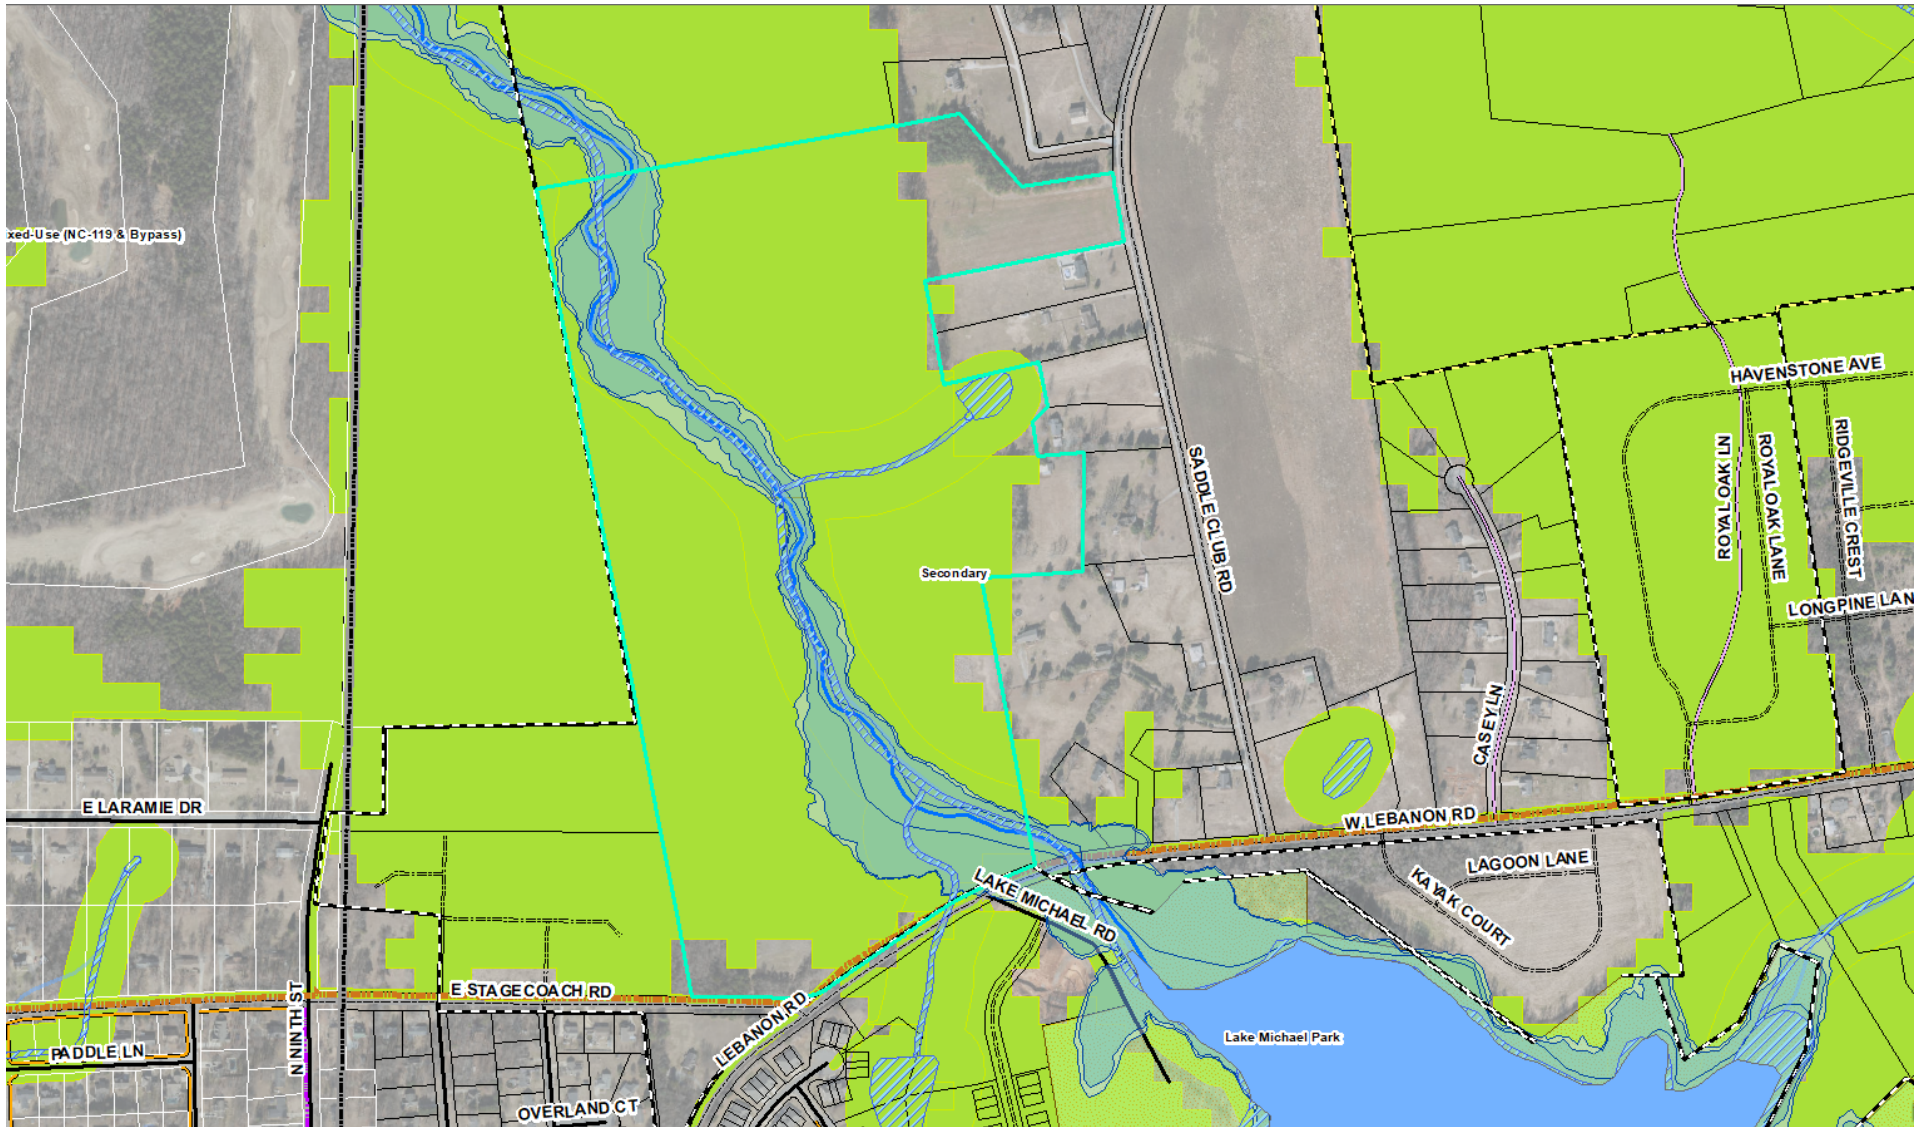 xed-Use (NC-119 & Bypass)
HAVENSTONE AVE
ROYAL OAK LN
ROYAL OAK LANE
RIDGEVILLE CREST
SADDLE CLUB RD
Secondary
LONGPINE LAN
CASEY LN
E LARAMIE DR
W LEBANON RD
LAGOON LANE
KAYAK COURT
LAKE MICHAEL RD
E STAGECOACH RD
LEBANON RD
N NINTH ST
PADDLE LN
Lake Michael Park
OVERLAND CT